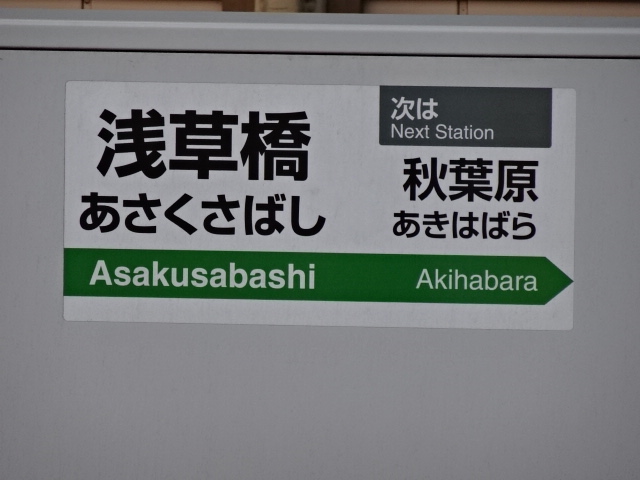 浅草橋
あさくさばし
Asakusabashi
次は
Next Station
秋葉原
あきはばら
Akihabara